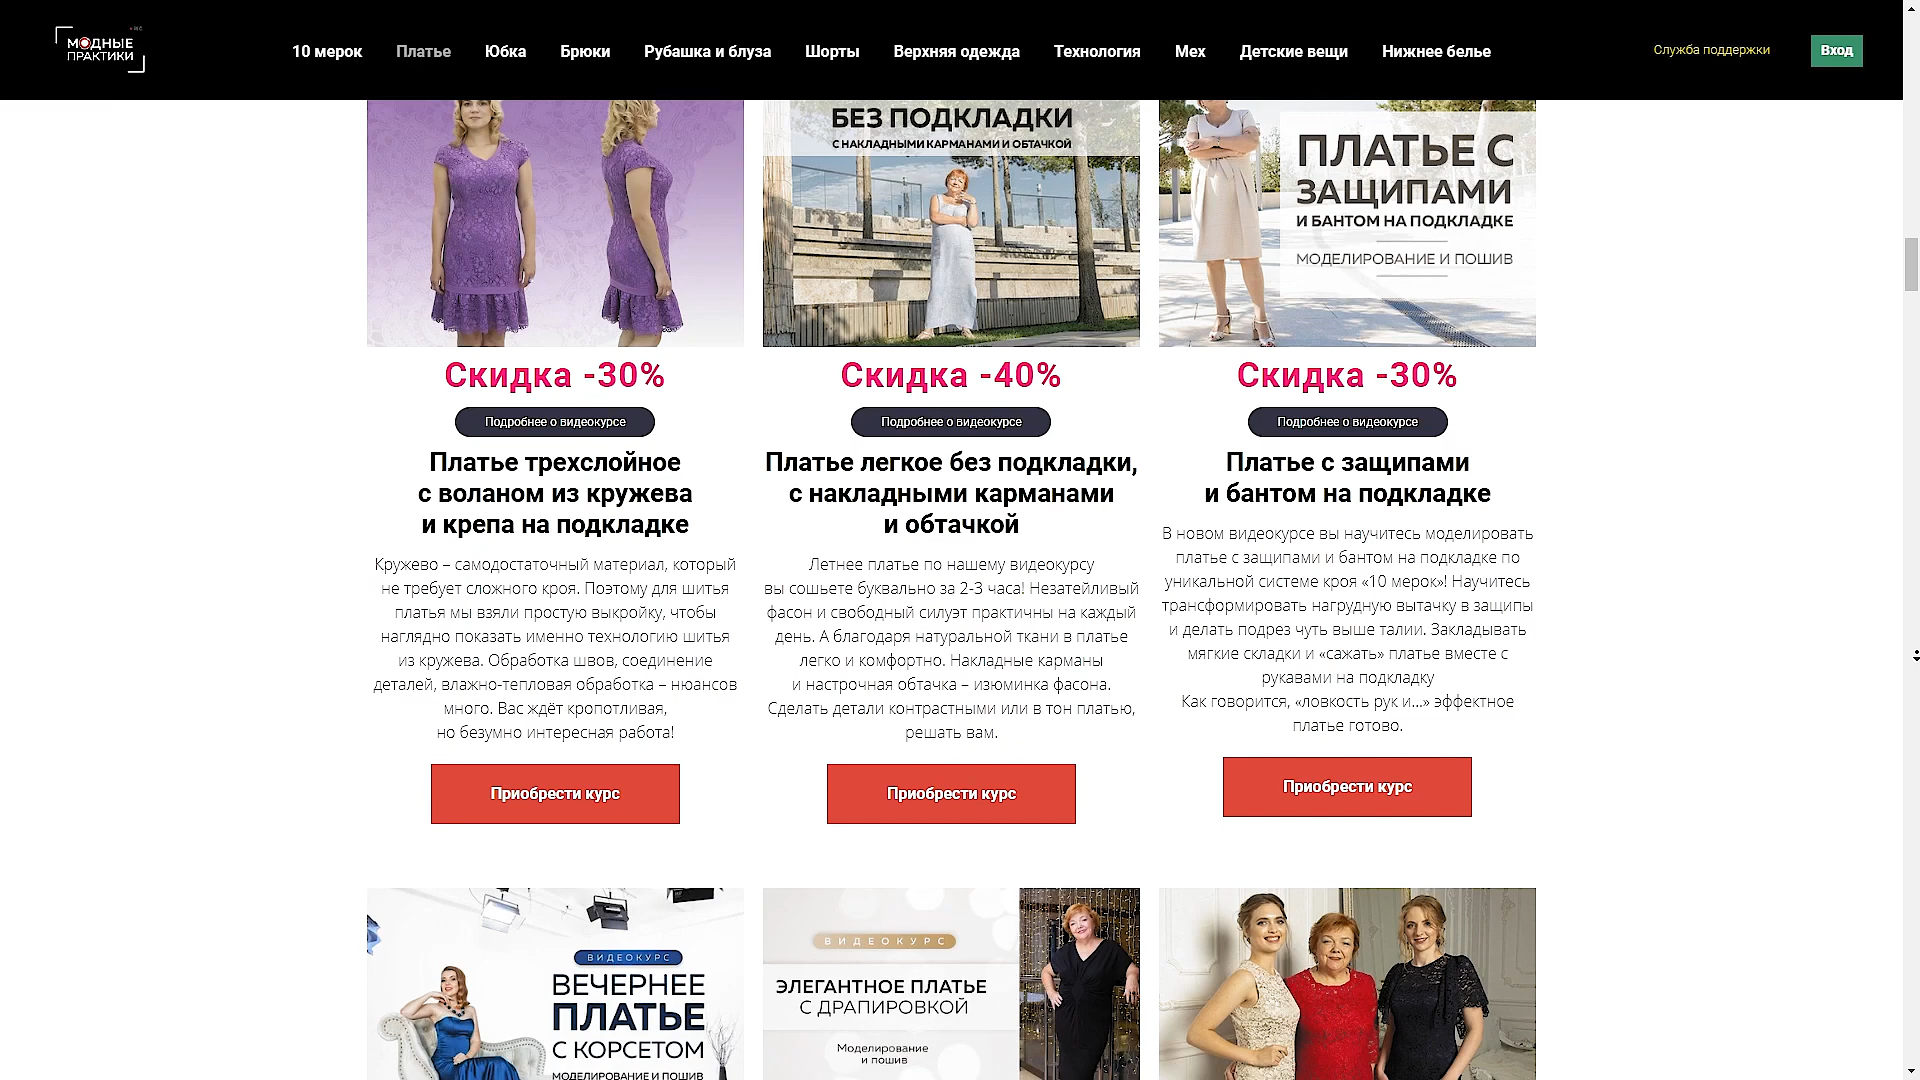 МОДНЫЕ
ПРАКТИКИ
10 мерок
Платье
Юбка
Брюки
Рубашка и блуза
Шорты
Верхняя одежда
Технология
Мех
Детские вещи
Нижнее белье
Служба поддержки
Вход
БЕЗ ПОДКЛАДКИ
С НАКЛАДНЫМИ КАРМАНАМИ И ОБТАЧКОЙ
ПЛАТЬЕ С
ЗАЩИПАМИ
И БАНТОМ НА ПОДКЛАДКЕ
МОДЕЛИРОВАНИЕ И ПОШИВ
Скидка -30%
Подробнее о видеокурсе
Платье трехслойное
с воланом из кружева
и крепа на подкладке
Кружево – самодостаточный материал, который
не требует сложного кроя. Поэтому для шитья
платья мы взяли простую выкройку, чтобы
наглядно показать именно технологию шитья
из кружева. Обработка швов, соединение
деталей, влажно-тепловая обработка – нюансов
много. Вас ждёт кропотливая,
но безумно интересная работа!
Приобрести курс
Скидка -40%
Подробнее о видеокурсе
Платье легкое без подкладки,
с накладными карманами
и обтачкой
Летнее платье по нашему видеокурсу
вы сошьете буквально за 2-3 часа! Незатейливый
фасон и свободный силуэт практичны на каждый
день. А благодаря натуральной ткани в платье
легко и комфортно. Накладные карманы
и настрочная обтачка – изюминка фасона.
Сделать детали контрастными или в тон платью,
решать вам.
Приобрести курс
Скидка -30%
Подробнее о видеокурсе
Платье с защипами
и бантом на подкладке
В новом видеокурсе вы научитесь моделировать
платье с защипами и бантом на подкладке по
уникальной системе кроя «10 мерок»! Научитесь
трансформировать нагрудную вытачку в защипы
и делать подрез чуть выше талии. Закладывать
мягкие складки и «сажать» платье вместе с
рукавами на подкладку
Как говорится, «ловкость рук и...» эффектное
платье готово.
Приобрести курс
ВИДЕОКУРС
ВЕЧЕРНЕЕ
ПЛАТЬЕ
С КОРСЕТОМ
МОДЕЛИРОВАНИЕ И ПОШИВ
ВИДЕОКУРС
ЭЛЕГАНТНОЕ ПЛАТЬЕ
С ДРАПИРОВКОЙ
Моделирование
и пошив